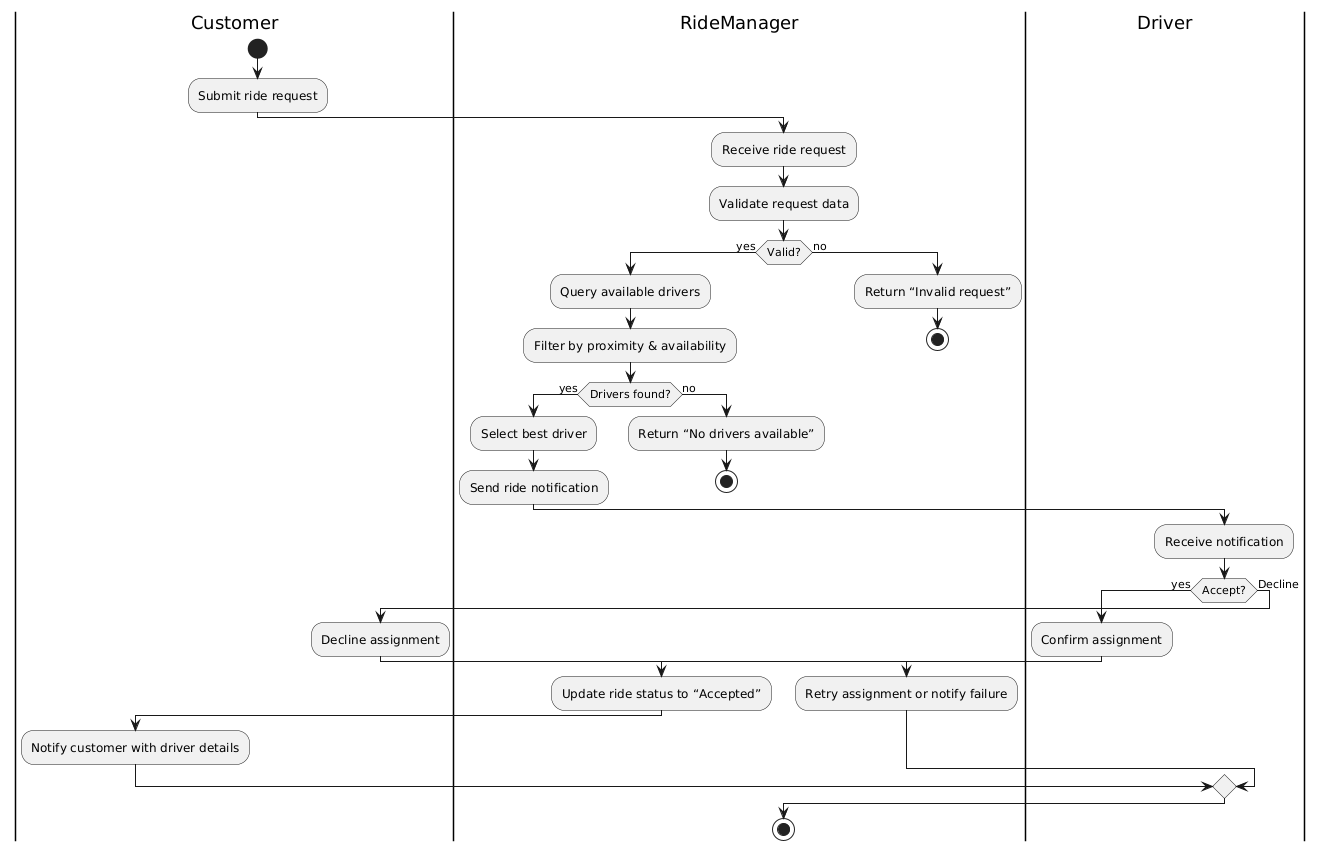 Customer
RideManager
Driver
Submit ride request
Receive ride request
Validate request data
yes
Valid?
no
Query available drivers
Return “Invalid request”
Filter by proximity & availability
yes
Drivers found?
no
Select best driver
Return “No drivers available”
Send ride notification
Receive notification
yes
Accept?
Decline
Decline assignment
Confirm assignment
Update ride status to “Accepted”
Retry assignment or notify failure
Notify customer with driver details